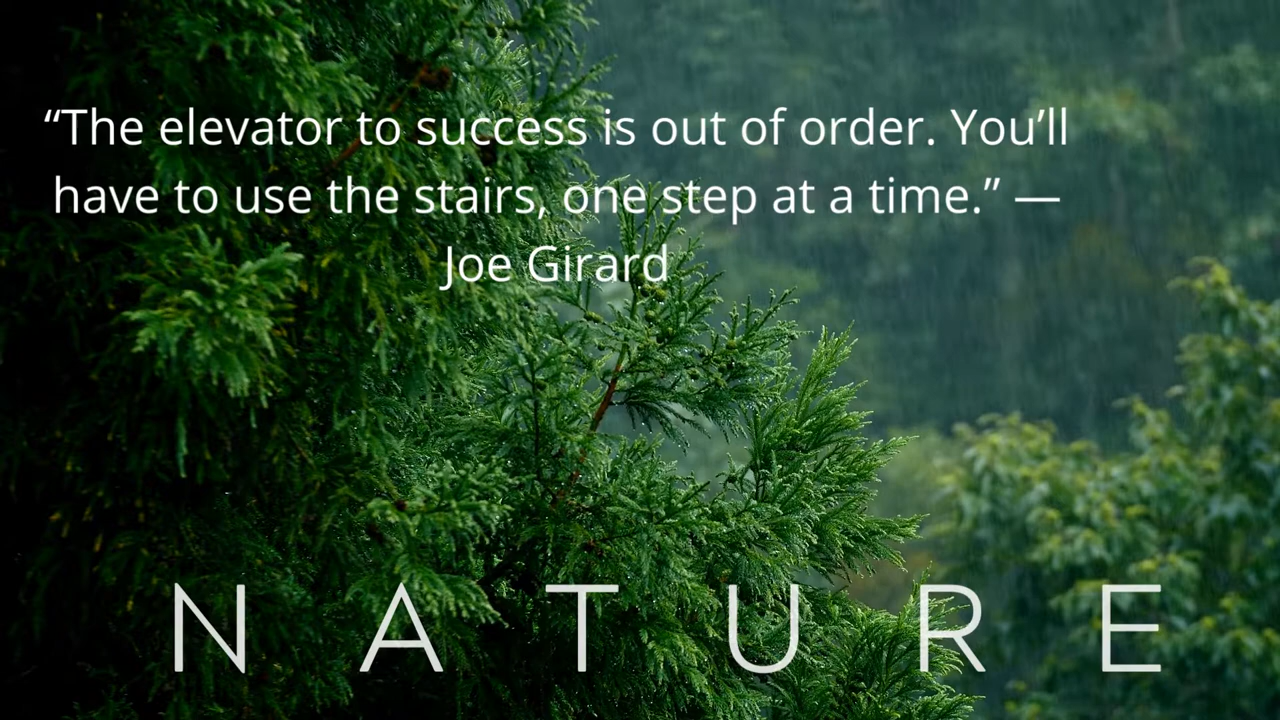 “The elevator to success is out of order. You’ll
have to use the stairs, one step at a time.” —
Joe Girard
NATURE